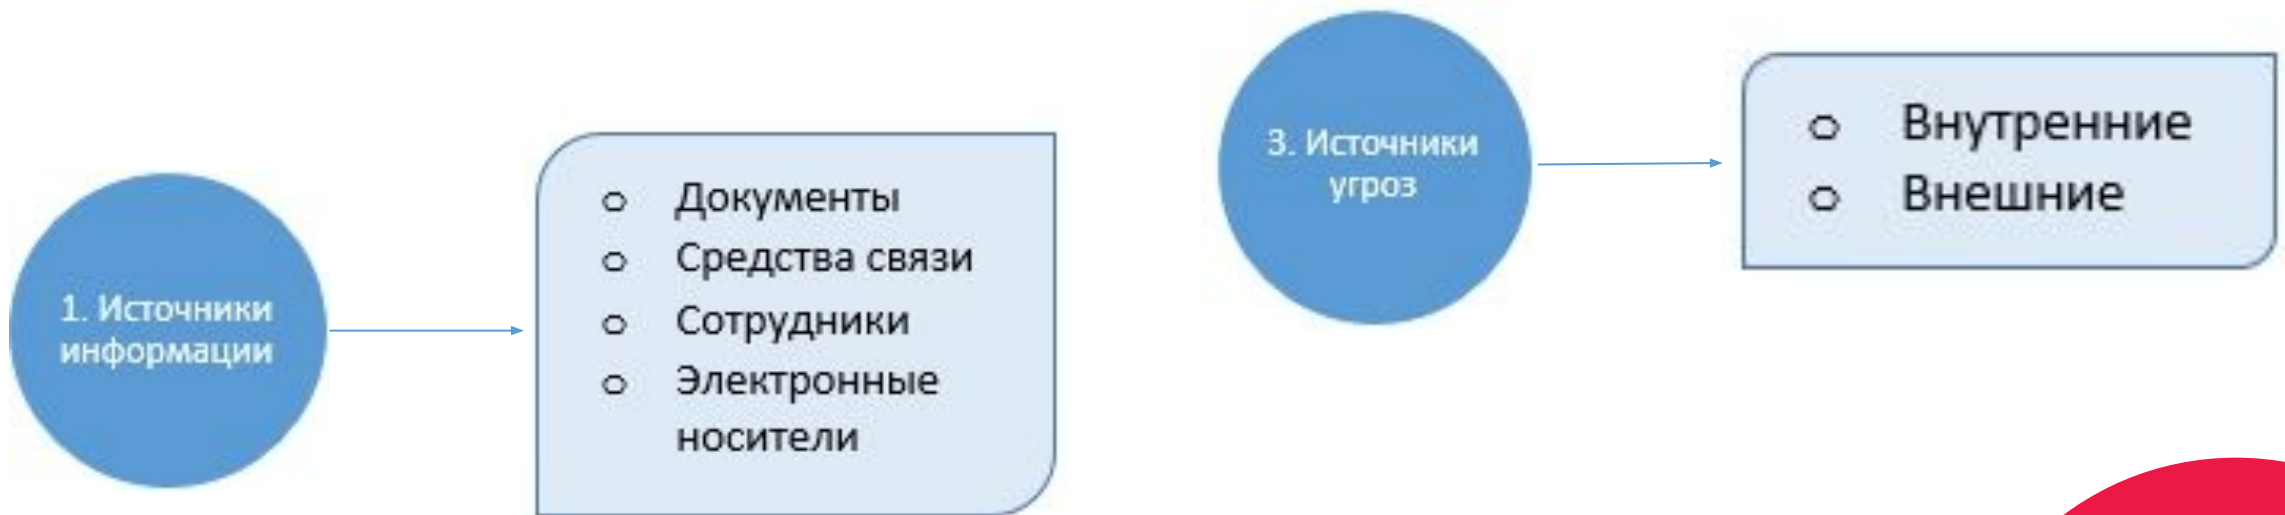 1. Источники
информации
o Документы
o Средства связи
o Сотрудники
o Электронные
носители
3. Источники
угроз
o Внутренние
o Внешние